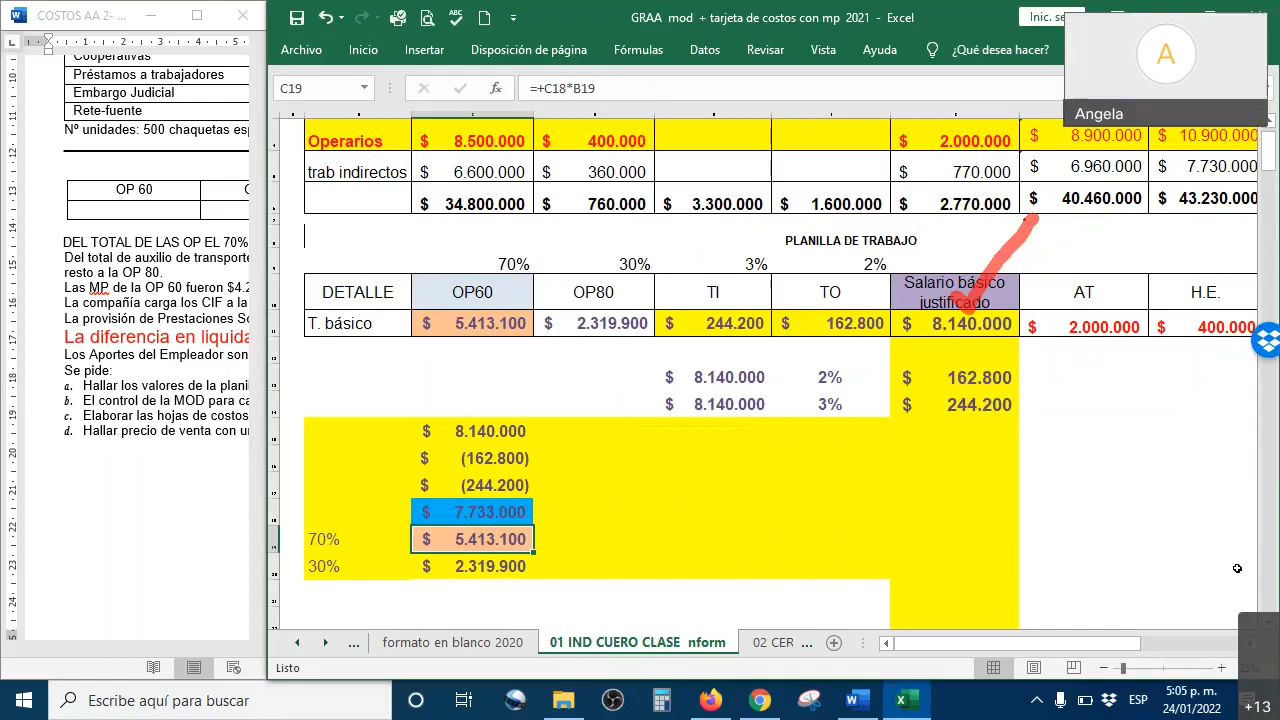 COSTOS AA 2-
Cooperativas
Préstamos a trabajadores
Embargo Judicial
Rete-fuente
Nº unidades: 500 chaquetas esp
OP 60
DEL TOTAL DE LAS OP EL 70%
Del total de auxilio de transporte
resto a la OP 80.
Las MP de la OP 60 fueron $4.2
La compañía carga los CIF a la
La provisión de Prestaciones So
La diferencia en liquida
Los Aportes del Empleador son
Se pide:
a. Hallar los valores de la plani
b. El control de la MOD para ca
c. Elaborar las hojas de costos
d. Hallar precio de venta con un
GRAA mod + tarjeta de costos con mp 2021 - Excel
Inic. se
Archivo Inicio Insertar Disposición de página Fórmulas Datos Revisar Vista Ayuda ¿Qué desea hacer?
A
Angela
C19 fx =+C18*B19
Operarios $ 8.500.000 $ 400.000 $ 2.000.000 $ 8.900.000 $ 10.900.000
trab indirectos $ 6.600.000 $ 360.000 $ 770.000 $ 6.960.000 $ 7.730.000
$ 34.800.000 $ 760.000 $ 3.300.000 $ 1.600.000 $ 2.770.000 $ 40.460.000 $ 43.230.000
PLANILLA DE TRABAJO
70% 30% 3% 2%
DETALLE OP60 OP80 TI TO Salario básico justificado AT H.E.
T. básico $ 5.413.100 $ 2.319.900 $ 244.200 $ 162.800 $ 8.140.000 $ 2.000.000 $ 400.000
$ 8.140.000 2% $ 162.800
$ 8.140.000 3% $ 244.200
$ 8.140.000
$ (162.800)
$ (244.200)
$ 7.733.000
70% $ 5.413.100
30% $ 2.319.900
... formato en blanco 2020 01 IND CUERO CLASE nform 02 CER ...
Listo
Escribe aquí para buscar
ESP
5:05 p. m.
24/01/2022
+13